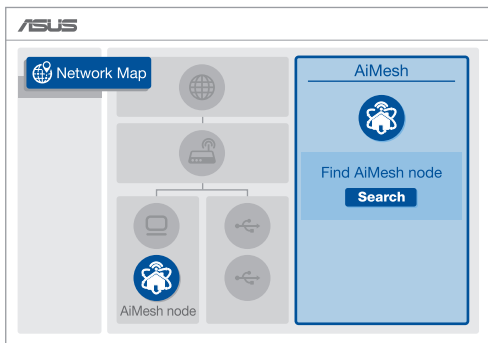 ASUS
Network Map
AiMesh
Find AiMesh node
Search
AiMesh node